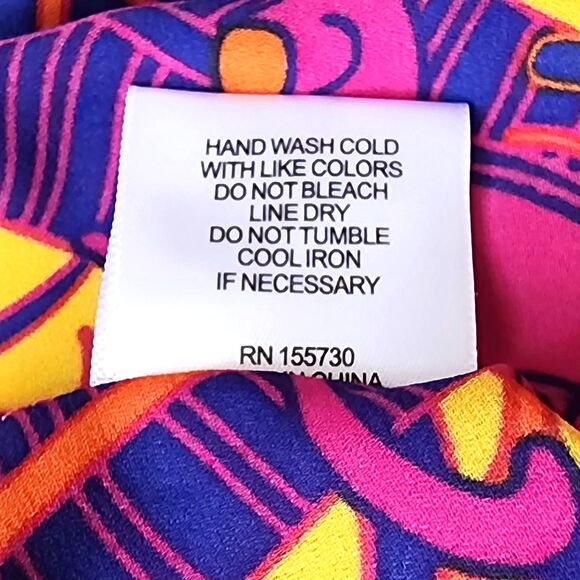 HAND WASH COLD
WITH LIKE COLORS
DO NOT BLEACH
LINE DRY
DO NOT TUMBLE
COOL IRON
IF NECESSARY
RN 155730
CHINA